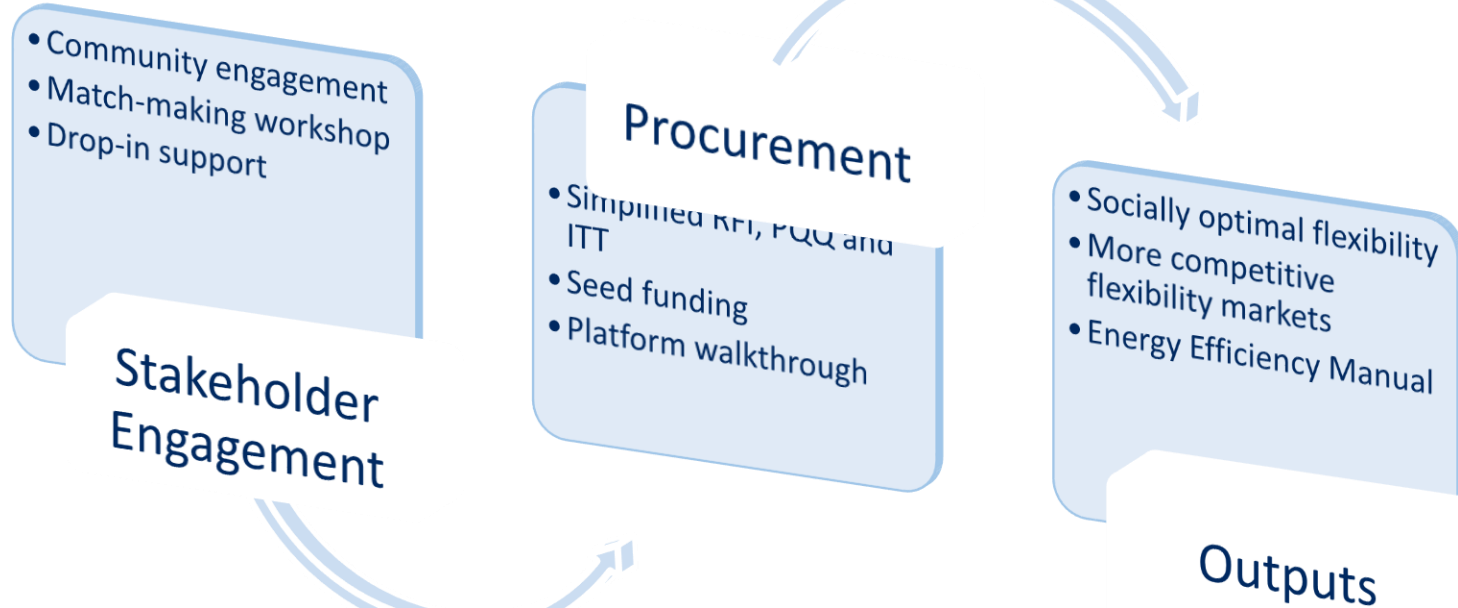 • Community engagement
• Match-making workshop
• Drop-in support
Stakeholder
Engagement
Procurement
• Simplified RFI, PQQ and
ITT
• Seed funding
• Platform walkthrough
• Socially optimal flexibility
• More competitive
flexibility markets
• Energy Efficiency Manual
Outputs